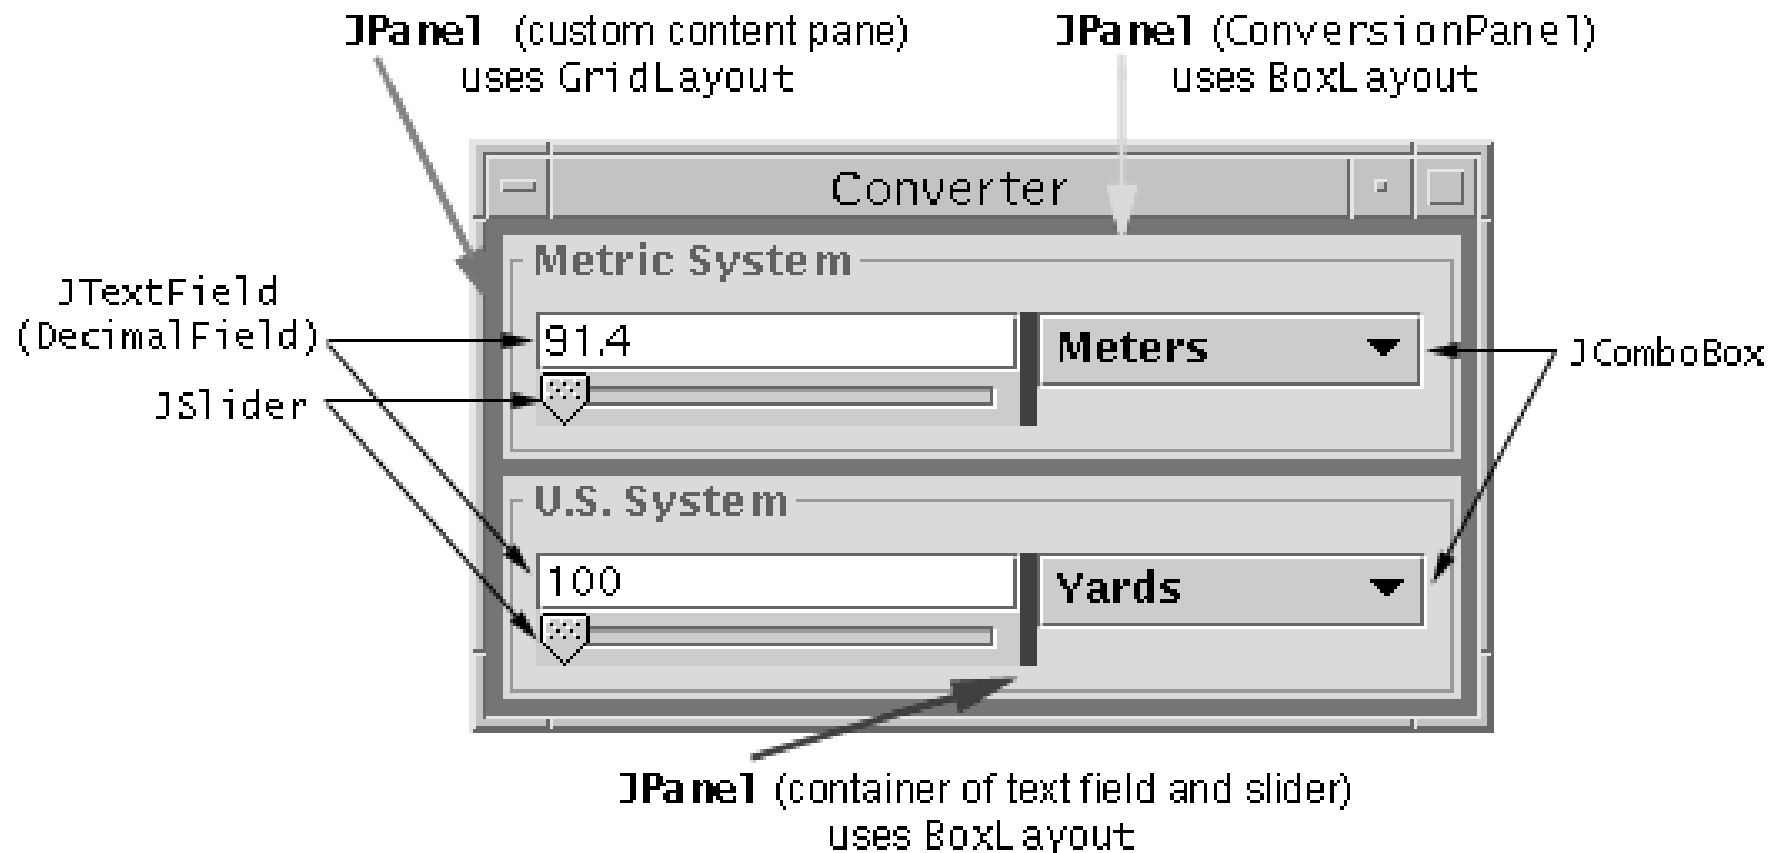 JPanel (custom content pane)
uses GridLayout
JPanel (ConversionPanel)
uses BoxLayout
Converter
Metric System
JTextField
(DecimalField)
91.4
Meters
JComboBox
JSlider
U.S. System
100
Yards
JPanel (container of text field and slider)
uses BoxLayout